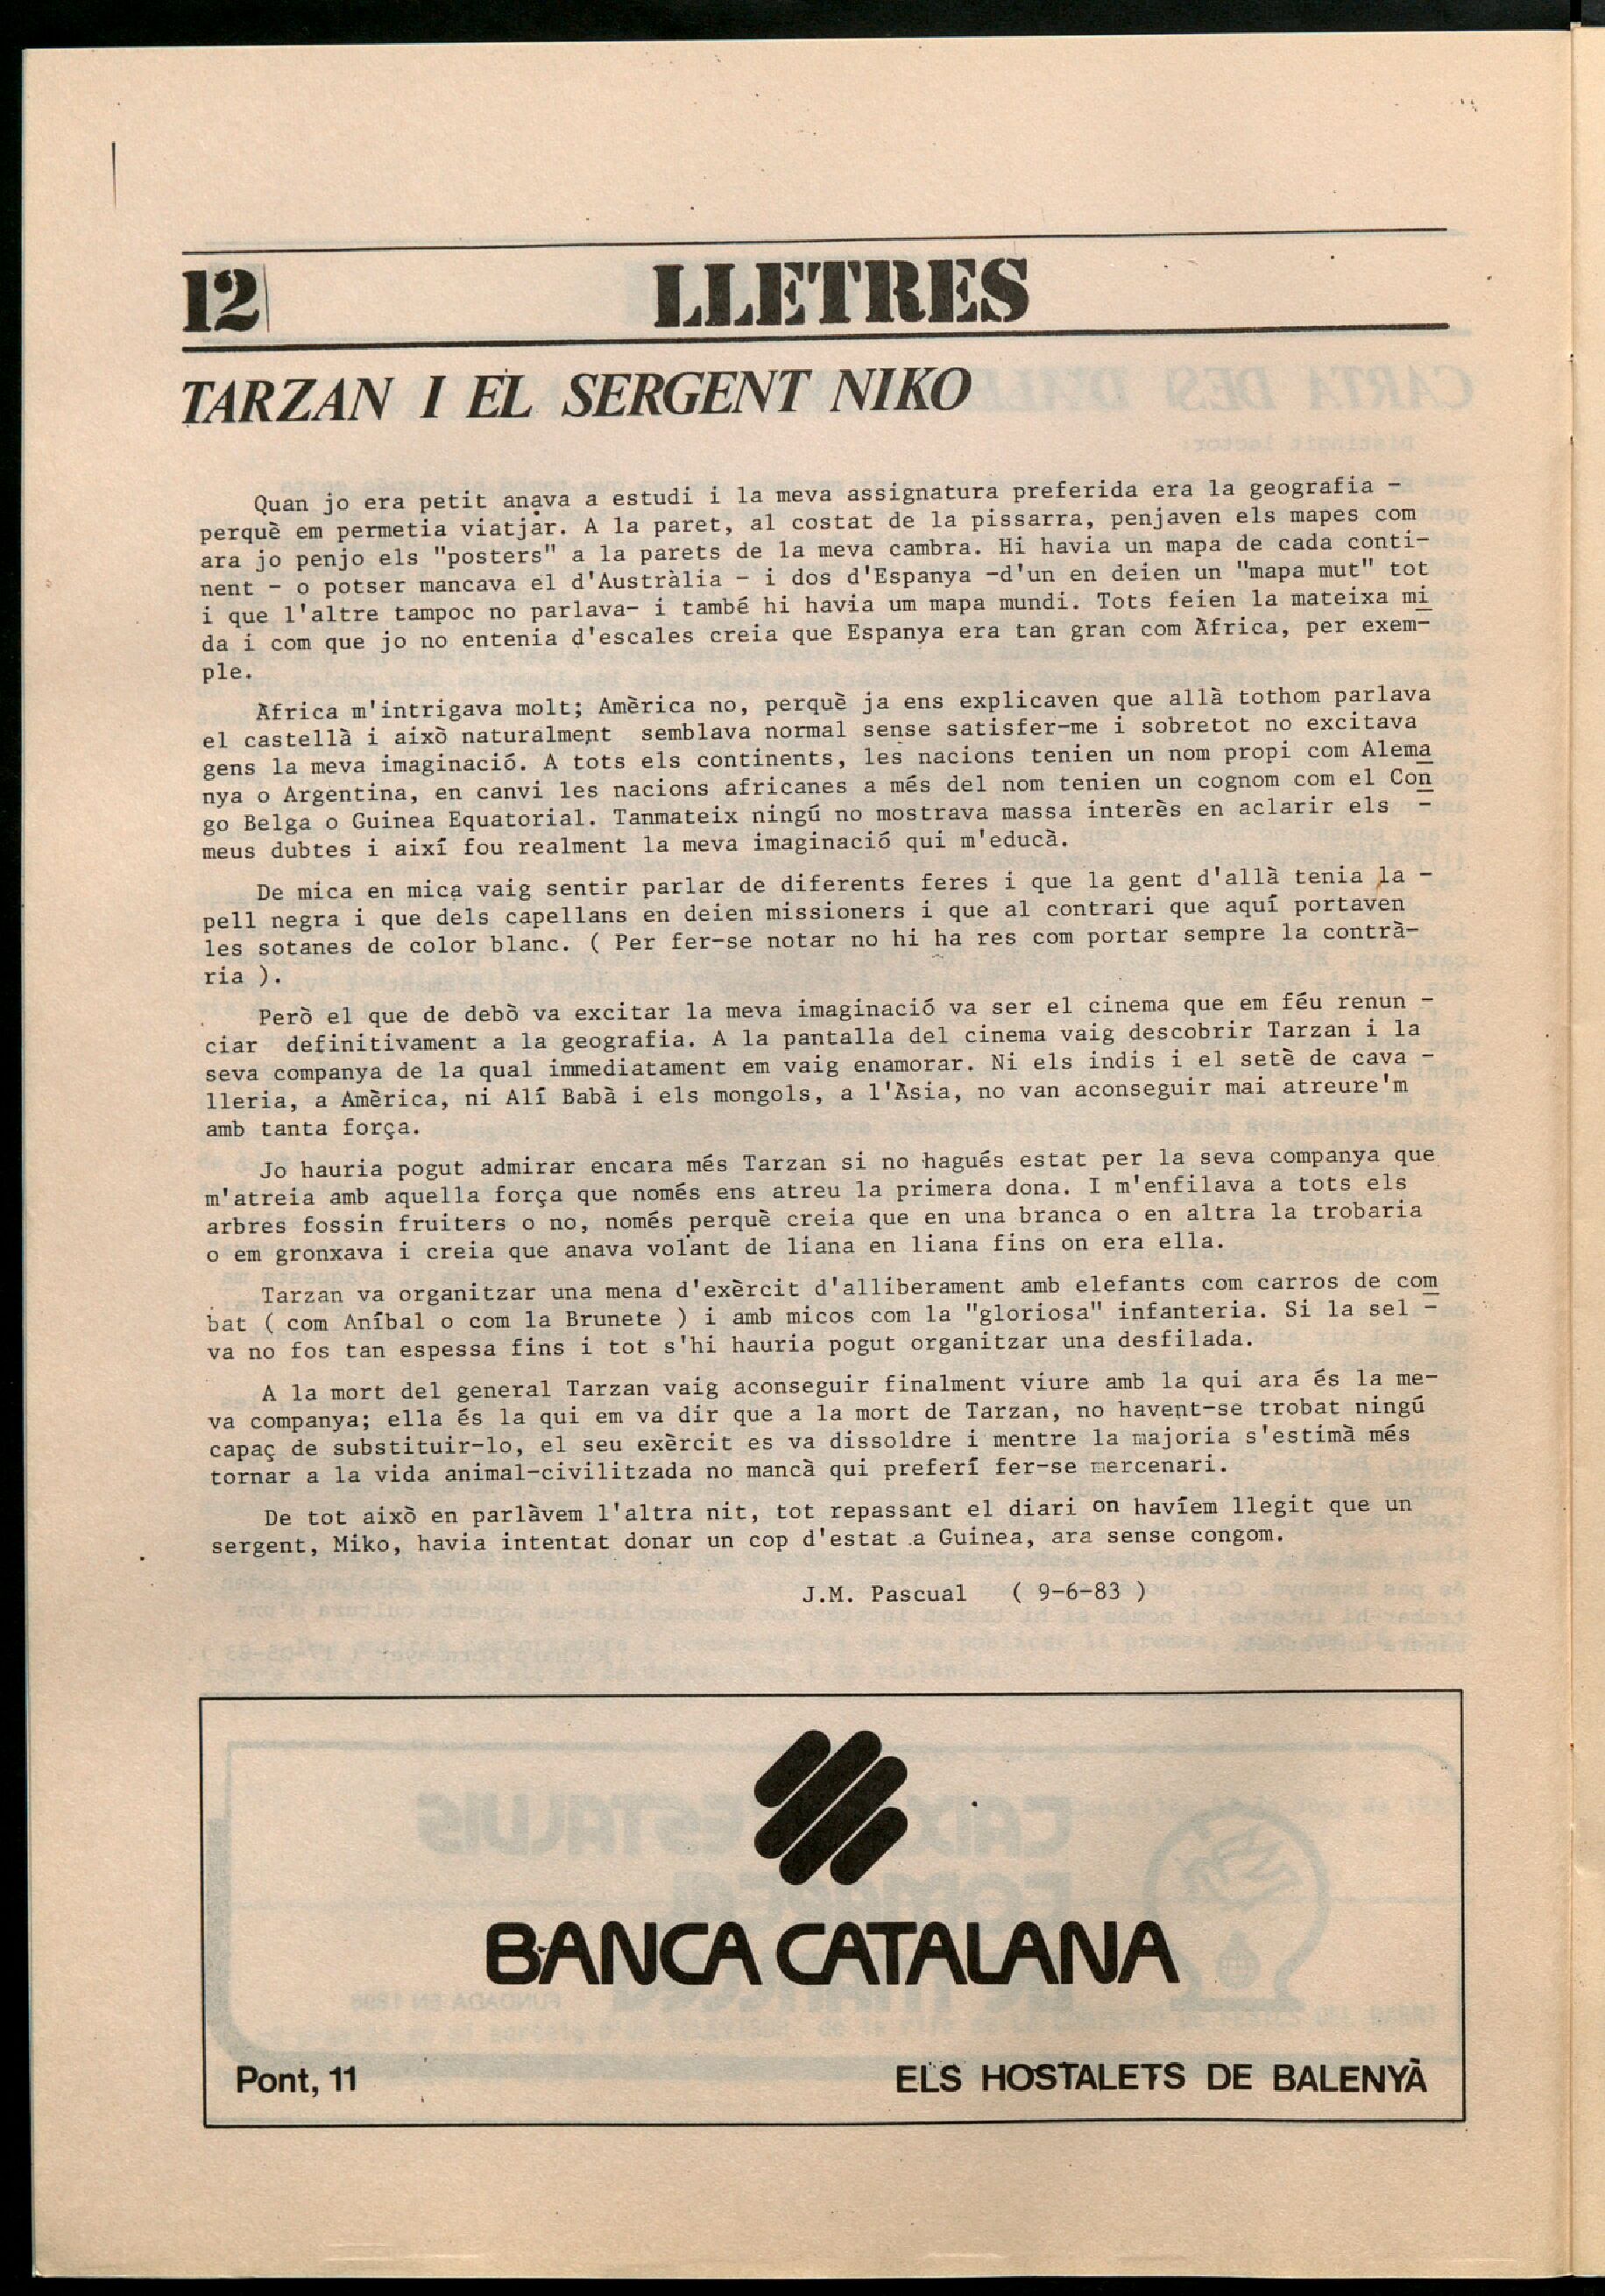 12
LLETRES
TARZAN I EL SERGENT NIKO
Quan jo era petit anava a estudi i la meva assignatura preferida era la geografia -
perquè em permetia viatjar. A la paret, al costat de la pissarra, penjaven els mapes com
ara jo penjo els "posters" a la parets de la meva cambra. Hi havia un mapa de cada conti-
nent - o potser mancava el d'Austràlia - i dos d'Espanya -d'un en deien un "mapa mut" tot
i que l'altre tampoc no parlava- i també hi havia um mapa mundi. Tots feien la mateixa mi
da i com que jo no entenia d'escales creia que Espanya era tan gran com Àfrica, per exem-
ple.
Àfrica m'intrigava molt; Amèrica no, perquè ja ens explicaven que allà tothom parlava
el castellà i això naturalment semblava normal sense satisfer-me i sobretot no excitava
gens la meva imaginació. A tots els continents, les nacions tenien un nom propi com Alema
nya o Argentina, en canvi les nacions africanes a més del nom tenien un cognom com el Con
go Belga o Guinea Equatorial. Tanmateix ningú no mostrava massa interès en aclarir els -
meus dubtes i així fou realment la meva imaginació qui m'educà.
De mica en mica vaig sentir parlar de diferents feres i que la gent d'allà tenia la -
pell negra i que dels capellans en deien missioners i que al contrari que aquí portaven
les sotanes de color blanc. ( Per fer-se notar no hi ha res com portar sempre la contrà-
ria ).
Però el que de debò va excitar la meva imaginació va ser el cinema que em féu renun -
ciar definitivament a la geografia. A la pantalla del cinema vaig descobrir Tarzan i la
seva companya de la qual immediatament em vaig enamorar. Ni els indis i el setè de cava -
lleria, a Amèrica, ni Alí Babà i els mongols, a l'Àsia, no van aconseguir mai atreure'm
amb tanta força.
Jo hauria pogut admirar encara més Tarzan si no hagués estat per la seva companya que
m'atreia amb aquella força que només ens atreu la primera dona. I m'enfilava a tots els
arbres fossin fruiters o no, només perquè creia que en una branca o en altra la trobaria
o em gronxava i creia que anava volant de liana en liana fins on era ella.
Tarzan va organitzar una mena d'exèrcit d'alliberament amb elefants com carros de com
bat ( com Aníbal o com la Brunete ) i amb micos com la "gloriosa" infanteria. Si la sel -
va no fos tan espessa fins i tot s'hi hauria pogut organitzar una desfilada.
A la mort del general Tarzan vaig aconseguir finalment viure amb la qui ara és la me-
va companya; ella és la qui em va dir que a la mort de Tarzan, no havent-se trobat ningú
capaç de substituir-lo, el seu exèrcit es va dissoldre i mentre la majoria s'estimà més
tornar a la vida animal-civilitzada no mancà qui preferí fer-se mercenari.
De tot això en parlàvem l'altra nit, tot repassant el diari on havíem llegit que un
sergent, Miko, havia intentat donar un cop d'estat a Guinea, ara sense congom.
J.M. Pascual ( 9-6-83 )
BANCA CATALANA
Pont, 11
ELS HOSTALETS DE BALENYÀ